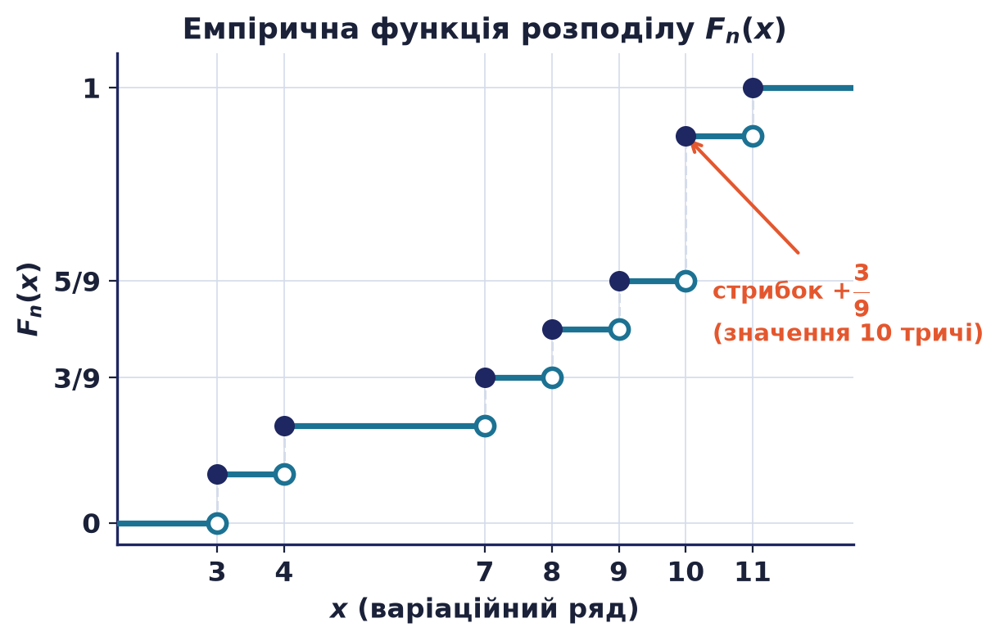 Емпірична функція розподілу Fₙ(x)
Fₙ(x)
1
5/9
3/9
0
стрибок +3/9
(значення 10 тричі)
3 4 7 8 9 10 11
x (варіаційний ряд)